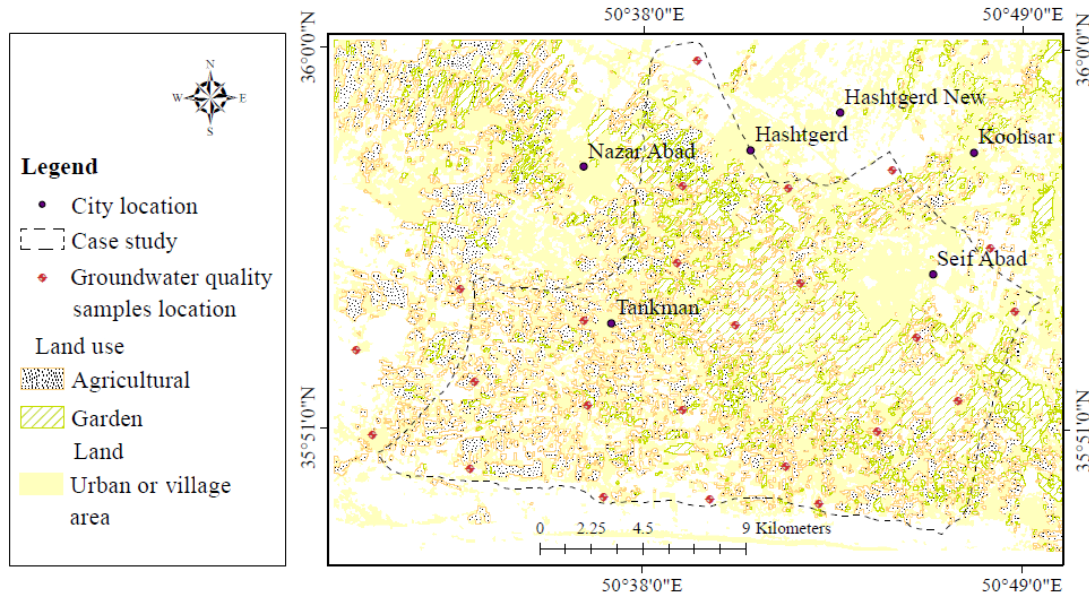 N
W E
S
Legend
City location
Case study
Groundwater quality
samples location
Land use
Agricultural
Garden
Land
Urban or village
area
50°38'0"E 50°49'0"E
36°0'0"N 36°0'0"N
Hashtgerd New
Hashtgerd
Koohsar
Nazar Abad
Seif Abad
Tankman
35°51'0"N 35°51'0"N
0 2.25 4.5 9 Kilometers
50°38'0"E 50°49'0"E